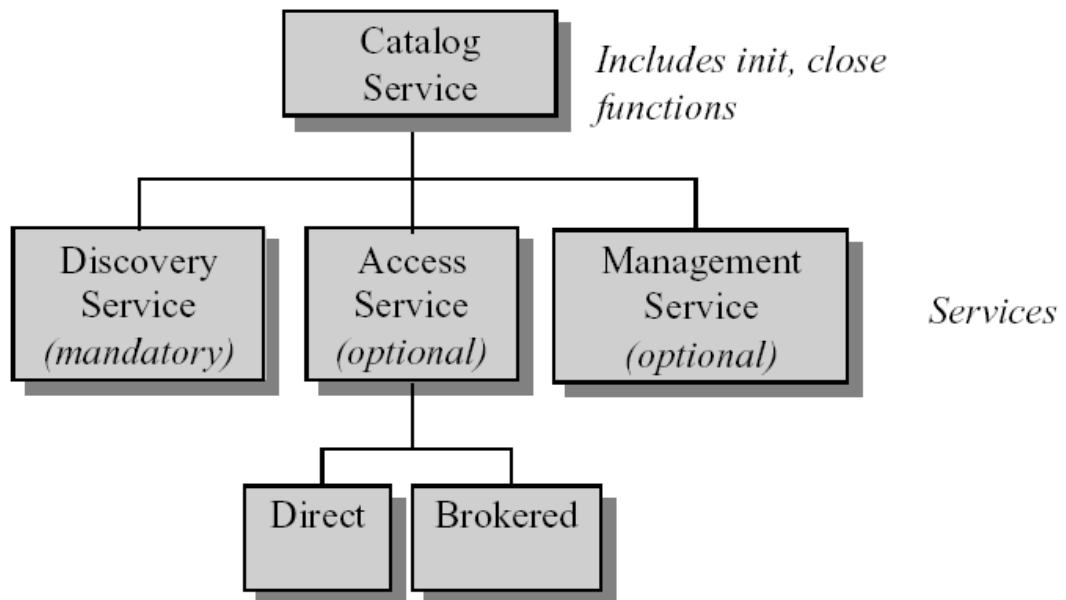 Catalog
Service
Includes init, close
functions
Discovery
Service
(mandatory)
Access
Service
(optional)
Management
Service
(optional)
Services
Direct
Brokered